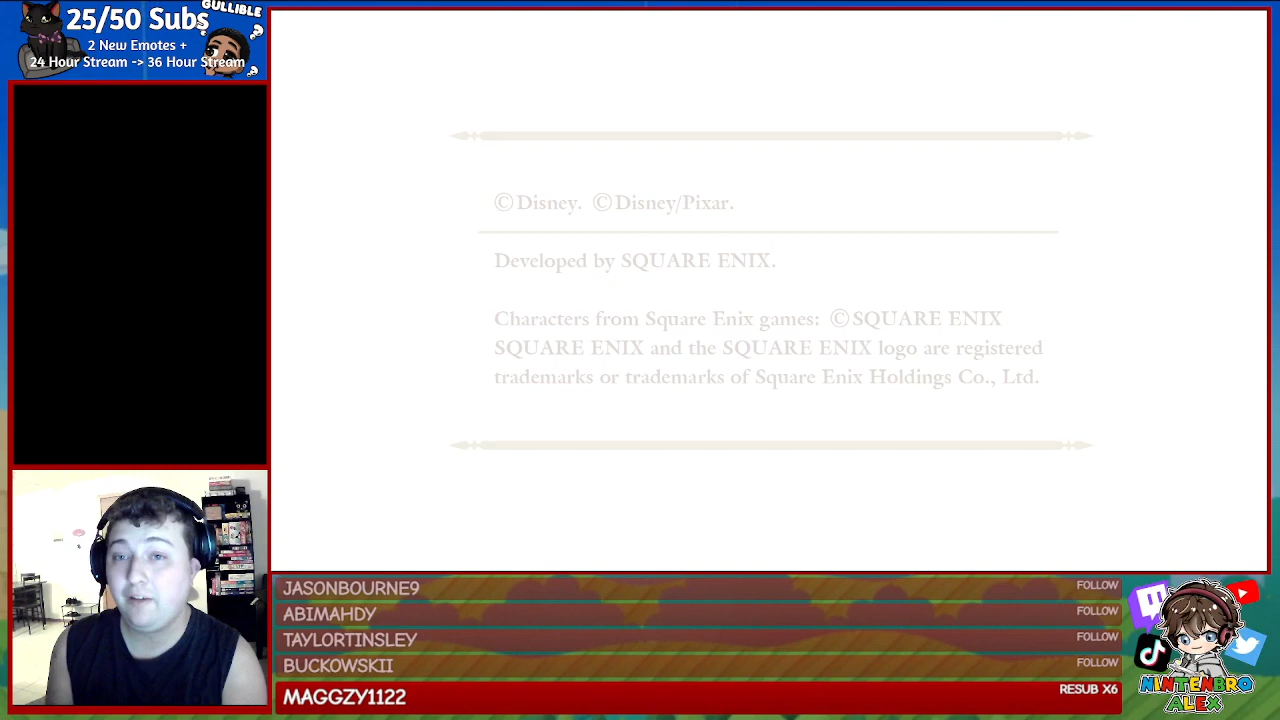 GULLIBLE
25/50 Subs
2 New Emotes +
24 Hour Stream -> 36 Hour Stream
©Disney. ©Disney/Pixar.
Developed by SQUARE ENIX.
Characters from Square Enix games: ©SQUARE ENIX
SQUARE ENIX and the SQUARE ENIX logo are registered
trademarks or trademarks of Square Enix Holdings Co., Ltd.
JASONBOURNE9 FOLLOW
ABIMAHDY FOLLOW
TAYLORTINSLEY FOLLOW
BUCKOWSKII FOLLOW
MAGGZY1122 RESUB X6
NINTENBRO
ALEX